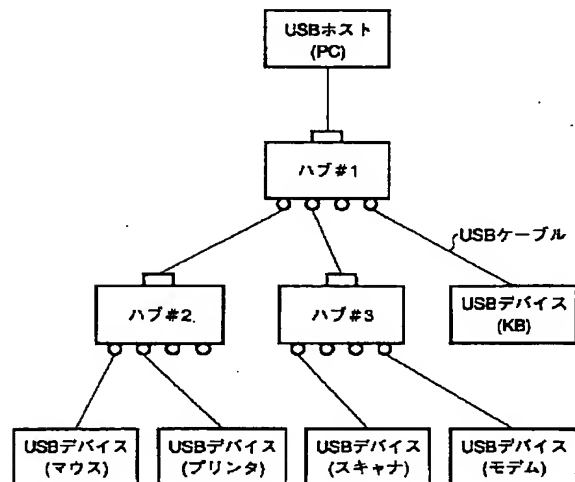 USBホスト
(PC)
ハブ#1
USBケーブル
ハブ#2.
ハブ#3
USBデバイス
(KB)
USBデバイス
(マウス)
USBデバイス
(プリンタ)
USBデバイス
(スキャナ)
USBデバイス
(モデム)